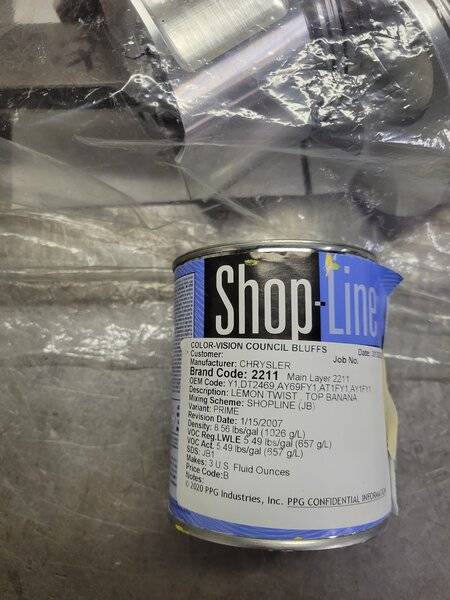 Shop-Line
COLOR-VISION COUNCIL BLUFFS
Date:
Customer:
Job No.
Manufacturer: CHRYSLER
Brand Code: 2211 Main Layer 2211
OEM Code: Y1,DT2469,AY69FY1,AT1FY1,AY1FY1
Description: LEMON TWIST , TOP BANANA
Mixing Scheme: SHOPLINE (JB)
Variant: PRIME
Revision Date: 1/15/2007
Density: 8.56 lbs/gal (1026 g/L)
VOC Reg.LWLE 5.49 lbs/gal (657 g/L)
VOC Act. 5.49 lbs/gal (657 g/L)
SDS: JB1
Makes: 3 U.S. Fluid Ounces
Price Code:B
Notes:
© 2020 PPG Industries, Inc. PPG CONFIDENTIAL INFORMATION